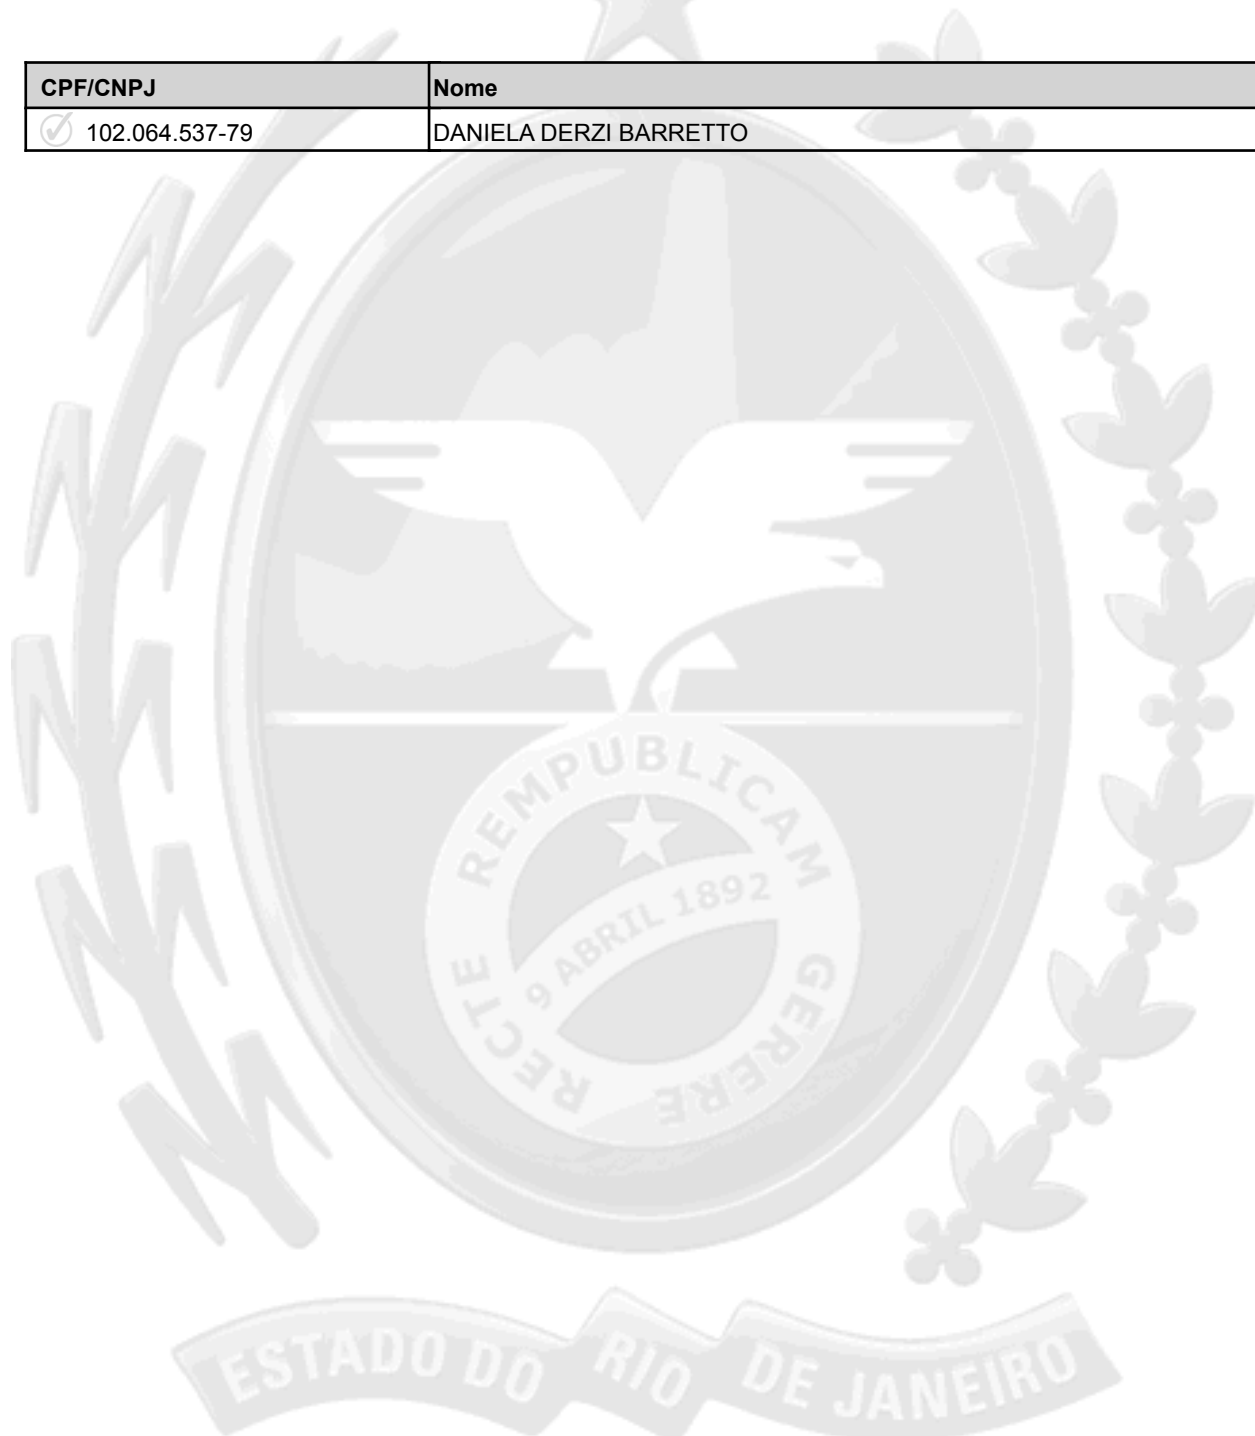 CPF/CNPJ Nome
102.064.537-79 DANIELA DERZI BARRETTO
REMPUBLICAM
9 ABRIL 1892
RECTE GERERE
ESTADO DO RIO DE JANEIRO